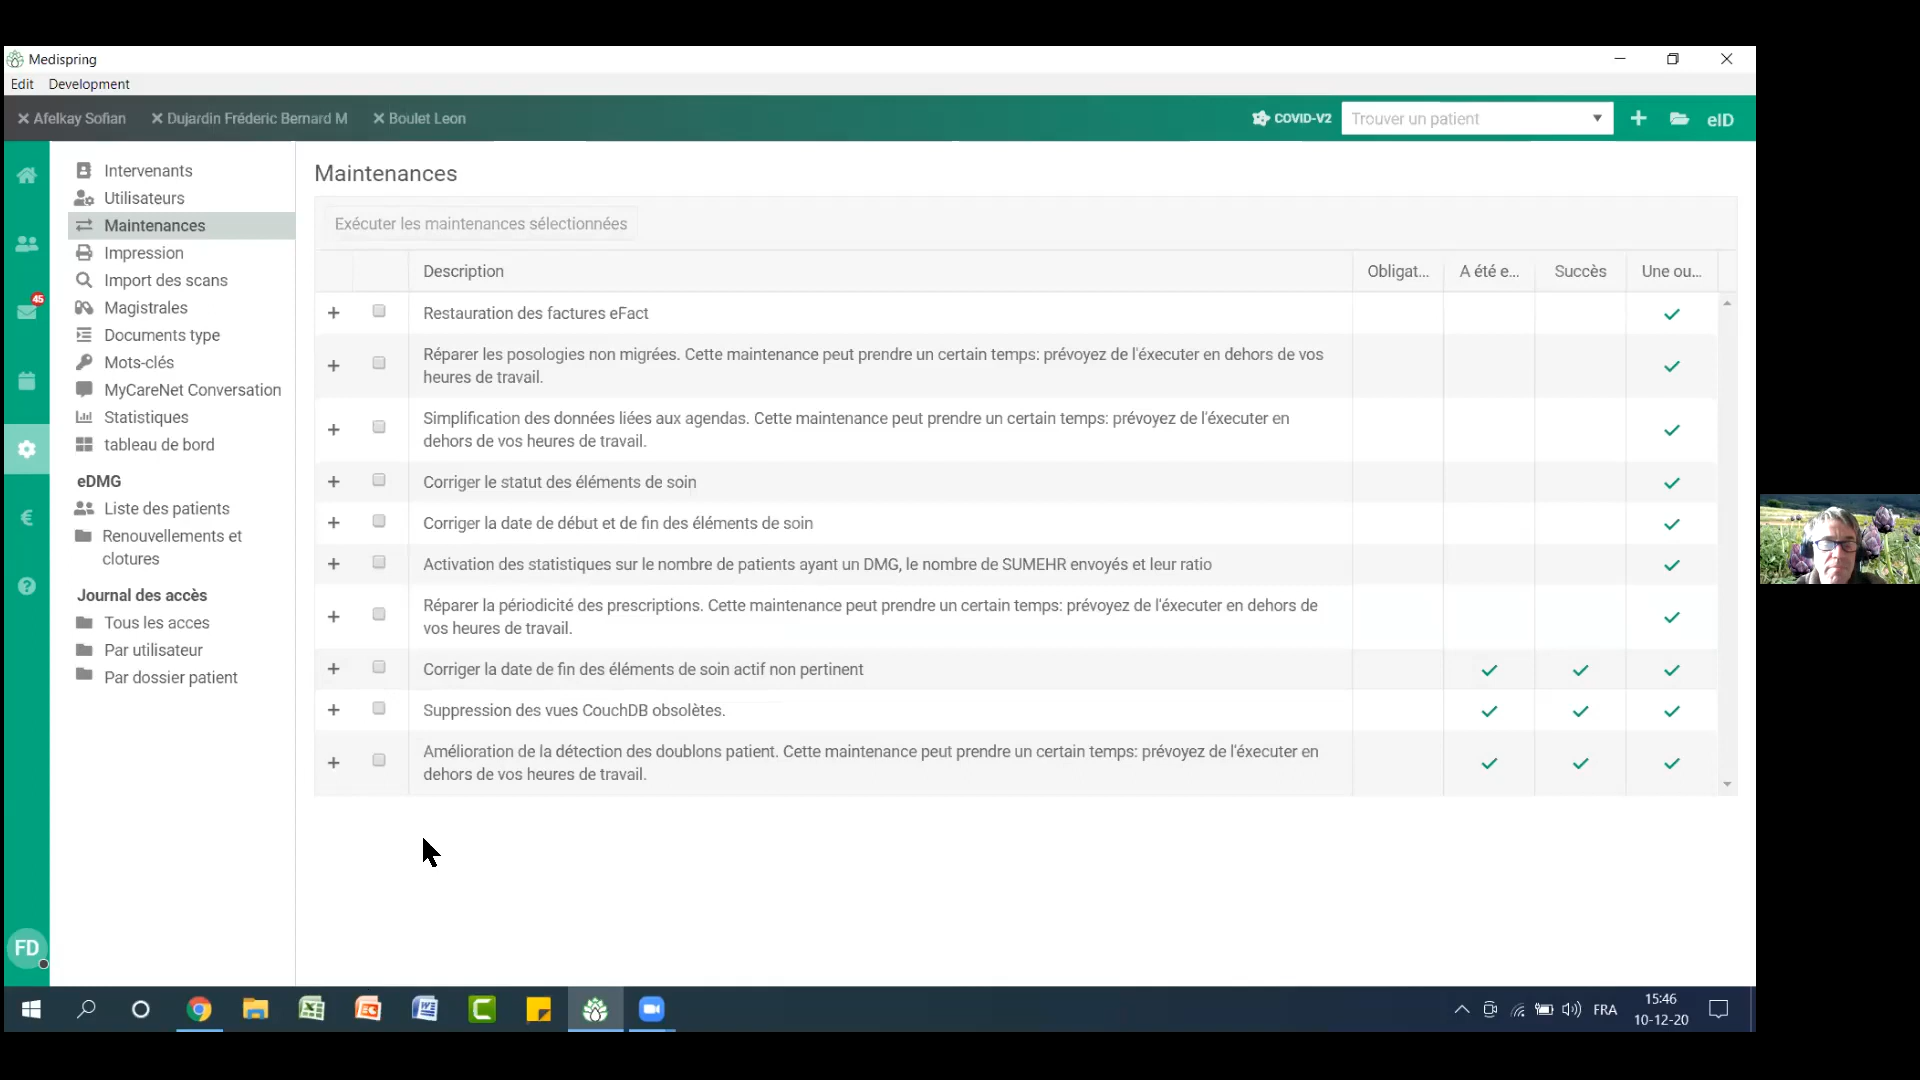 Medispring
Edit Development
Afelkay Sofian Dujardin Fréderic Bernard M Boulet Leon COVID-V2 Trouver un patient eID
Intervenants
Utilisateurs
Maintenances
Impression
Import des scans
Magistrales
Documents type
Mots-clés
MyCareNet Conversation
Statistiques
tableau de bord
eDMG
Liste des patients
Renouvellements et
clotures
Journal des accès
Tous les acces
Par utilisateur
Par dossier patient
45
€
FD
Maintenances
Exécuter les maintenances sélectionnées
Description Obligat... A été e... Succès Une ou...
Restauration des factures eFact
Réparer les posologies non migrées. Cette maintenance peut prendre un certain temps: prévoyez de l'éxecuter en dehors de vos
heures de travail.
Simplification des données liées aux agendas. Cette maintenance peut prendre un certain temps: prévoyez de l'éxecuter en
dehors de vos heures de travail.
Corriger le statut des éléments de soin
Corriger la date de début et de fin des éléments de soin
Activation des statistiques sur le nombre de patients ayant un DMG, le nombre de SUMEHR envoyés et leur ratio
Réparer la périodicité des prescriptions. Cette maintenance peut prendre un certain temps: prévoyez de l'éxecuter en dehors de
vos heures de travail.
Corriger la date de fin des éléments de soin actif non pertinent
Suppression des vues CouchDB obsolètes.
Amélioration de la détection des doublons patient. Cette maintenance peut prendre un certain temps: prévoyez de l'éxecuter en
dehors de vos heures de travail.
FRA
15:46
10-12-20